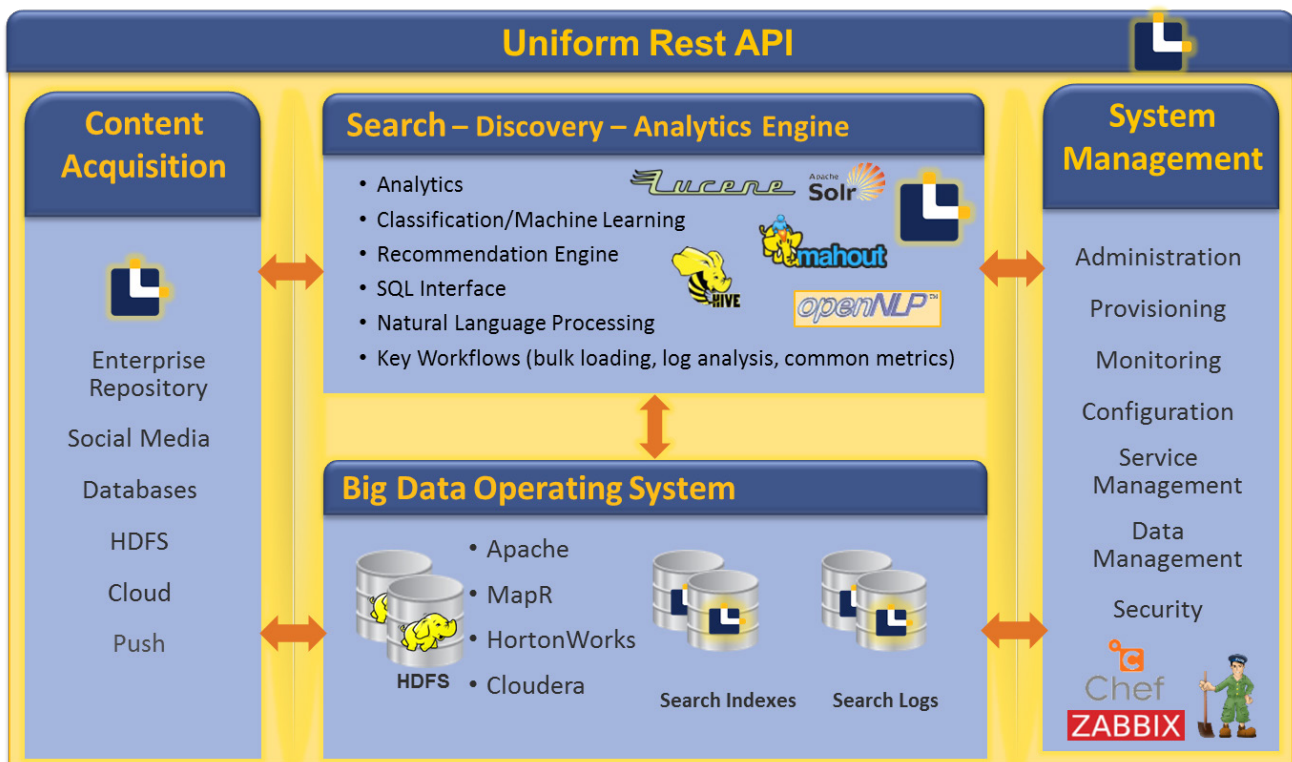 Uniform Rest API
Content
Acquisition
Enterprise
Repository
Social Media
Databases
HDFS
Cloud
Push
Search – Discovery – Analytics Engine
• Analytics
• Classification/Machine Learning
• Recommendation Engine
• SQL Interface
• Natural Language Processing
• Key Workflows (bulk loading, log analysis, common metrics)
Lucene
Apache
Solr
mahout
HIVE
openNLP™
Big Data Operating System
HDFS
• Apache
• MapR
• HortonWorks
• Cloudera
Search Indexes
Search Logs
System
Management
Administration
Provisioning
Monitoring
Configuration
Service
Management
Data
Management
Security
Chef
ZABBIX